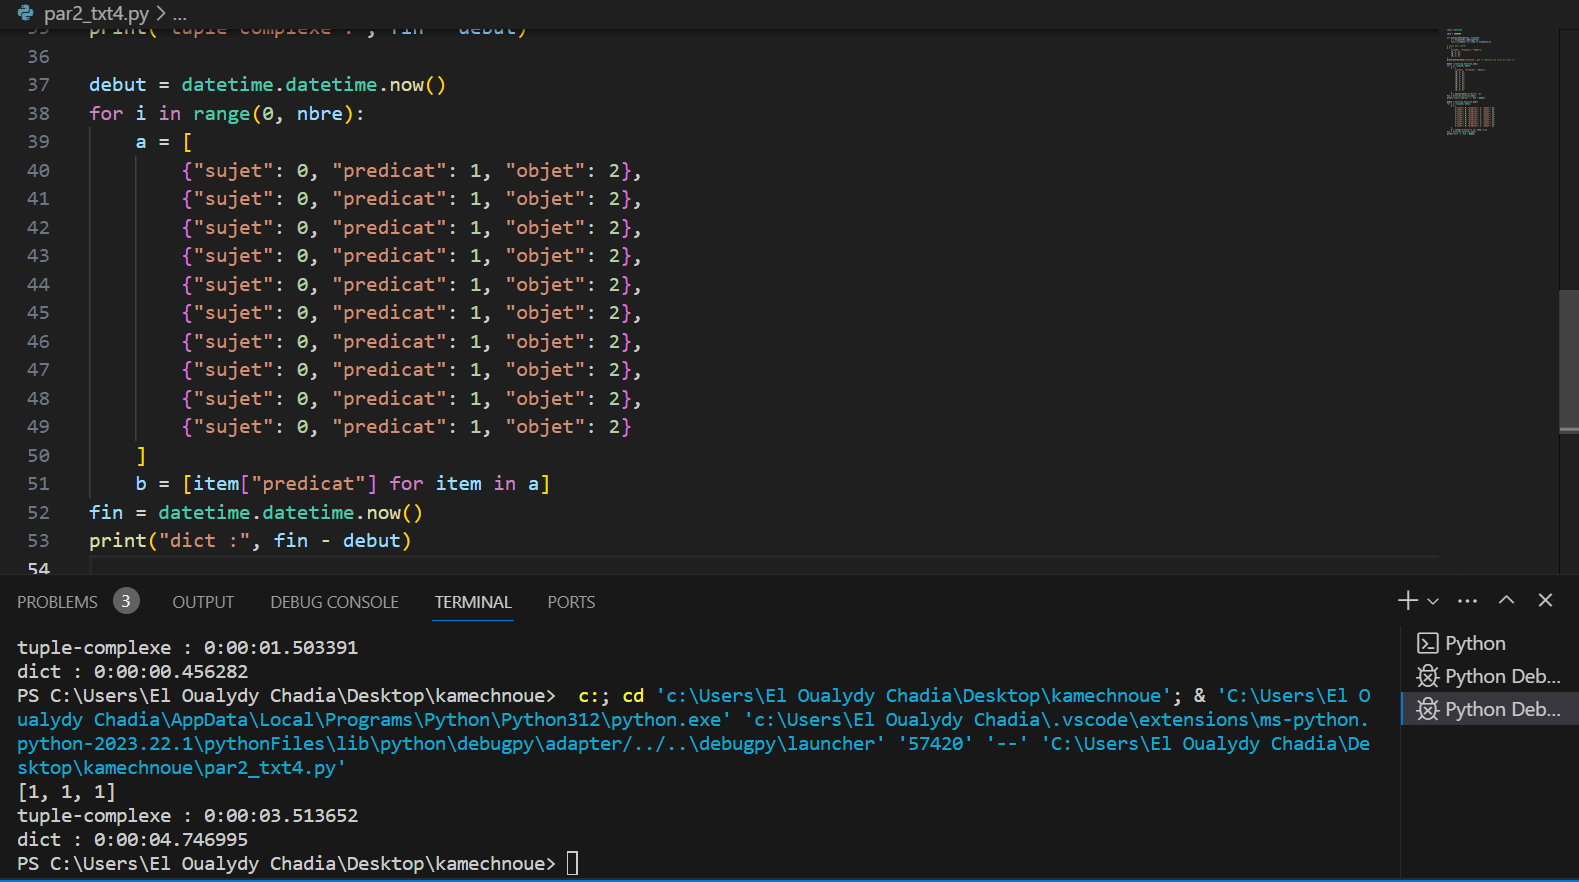 par2_txt4.py > ...
35 print("tuple-complexe :", fin - debut)
36
37 debut = datetime.datetime.now()
38 for i in range(0, nbre):
39 a = [
40 {"sujet": 0, "predicat": 1, "objet": 2},
41 {"sujet": 0, "predicat": 1, "objet": 2},
42 {"sujet": 0, "predicat": 1, "objet": 2},
43 {"sujet": 0, "predicat": 1, "objet": 2},
44 {"sujet": 0, "predicat": 1, "objet": 2},
45 {"sujet": 0, "predicat": 1, "objet": 2},
46 {"sujet": 0, "predicat": 1, "objet": 2},
47 {"sujet": 0, "predicat": 1, "objet": 2},
48 {"sujet": 0, "predicat": 1, "objet": 2},
49 {"sujet": 0, "predicat": 1, "objet": 2}
50 ]
51 b = [item["predicat"] for item in a]
52 fin = datetime.datetime.now()
53 print("dict :", fin - debut)
54
PROBLEMS 3 OUTPUT DEBUG CONSOLE TERMINAL PORTS
tuple-complexe : 0:00:01.503391
dict : 0:00:00.456282
PS C:\Users\El Oualydy Chadia\Desktop\kamechnoue> c:; cd 'c:\Users\El Oualydy Chadia\Desktop\kamechnoue'; & 'C:\Users\El O
ualydy Chadia\AppData\Local\Programs\Python\Python312\python.exe' 'c:\Users\El Oualydy Chadia\.vscode\extensions\ms-python.
python-2023.22.1\pythonFiles\lib\python\debugpy\adapter/../..\debugpy\launcher' '57420' '--' 'C:\Users\El Oualydy Chadia\De
sktop\kamechnoue\par2_txt4.py'
[1, 1, 1]
tuple-complexe : 0:00:03.513652
dict : 0:00:04.746995
PS C:\Users\El Oualydy Chadia\Desktop\kamechnoue>
Python
Python Deb...
Python Deb...